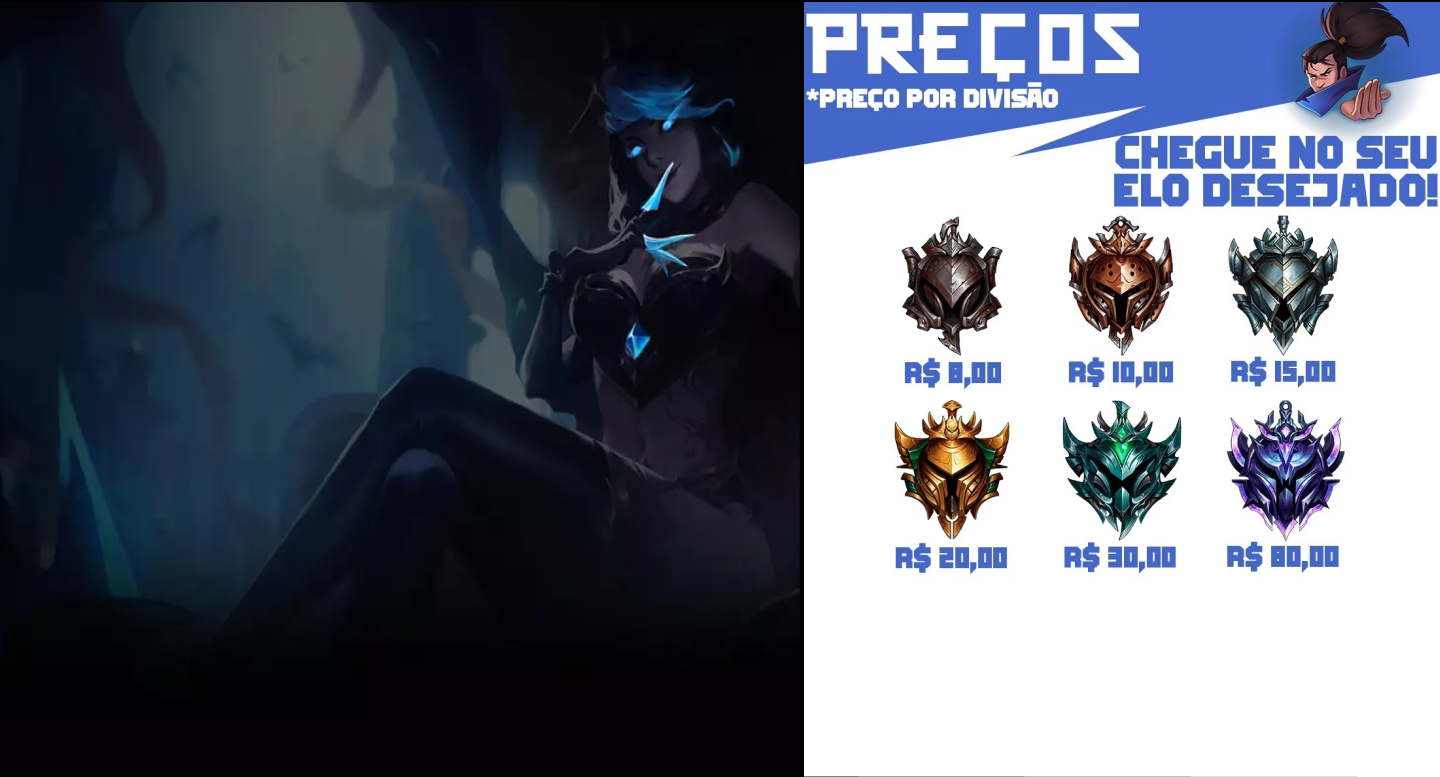 PREÇOS
*PREÇO POR DIVISÃO
CHEGUE NO SEU
ELO DESEJADO!
R$ 8,00
R$ 10,00
R$ 15,00
R$ 20,00
R$ 30,00
R$ 80,00